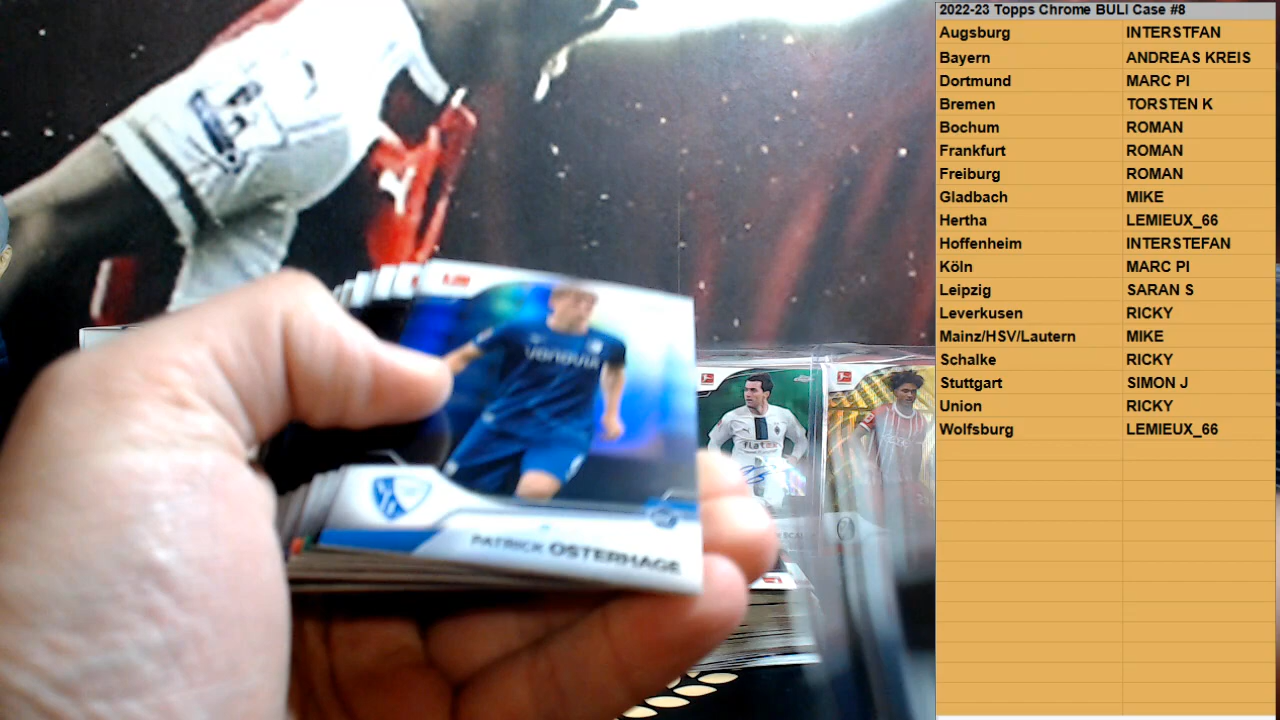 2022-23 Topps Chrome BULI Case #8
Augsburg INTERSTFAN
Bayern ANDREAS KREIS
Dortmund MARC PI
Bremen TORSTEN K
Bochum ROMAN
Frankfurt ROMAN
Freiburg ROMAN
Gladbach MIKE
Hertha LEMIEUX_66
Hoffenheim INTERSTEFAN
Köln MARC PI
Leipzig SARAN S
Leverkusen RICKY
Mainz/HSV/Lautern MIKE
Schalke RICKY
Stuttgart SIMON J
Union RICKY
Wolfsburg LEMIEUX_66
vonovia
PATRICK OSTERHAGE
flatex